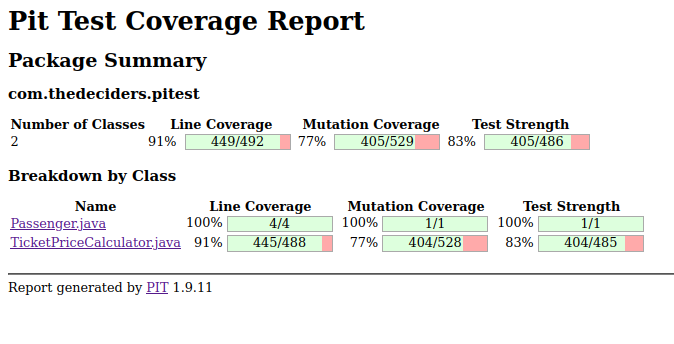 Pit Test Coverage Report
Package Summary
com.thedeciders.pitest
Number of Classes Line Coverage Mutation Coverage Test Strength
2 91% 449/492 77% 405/529 83% 405/486
Breakdown by Class
Name Line Coverage Mutation Coverage Test Strength
Passenger.java 100% 4/4 100% 1/1 100% 1/1
TicketPriceCalculator.java 91% 445/488 77% 404/528 83% 404/485
Report generated by PIT 1.9.11